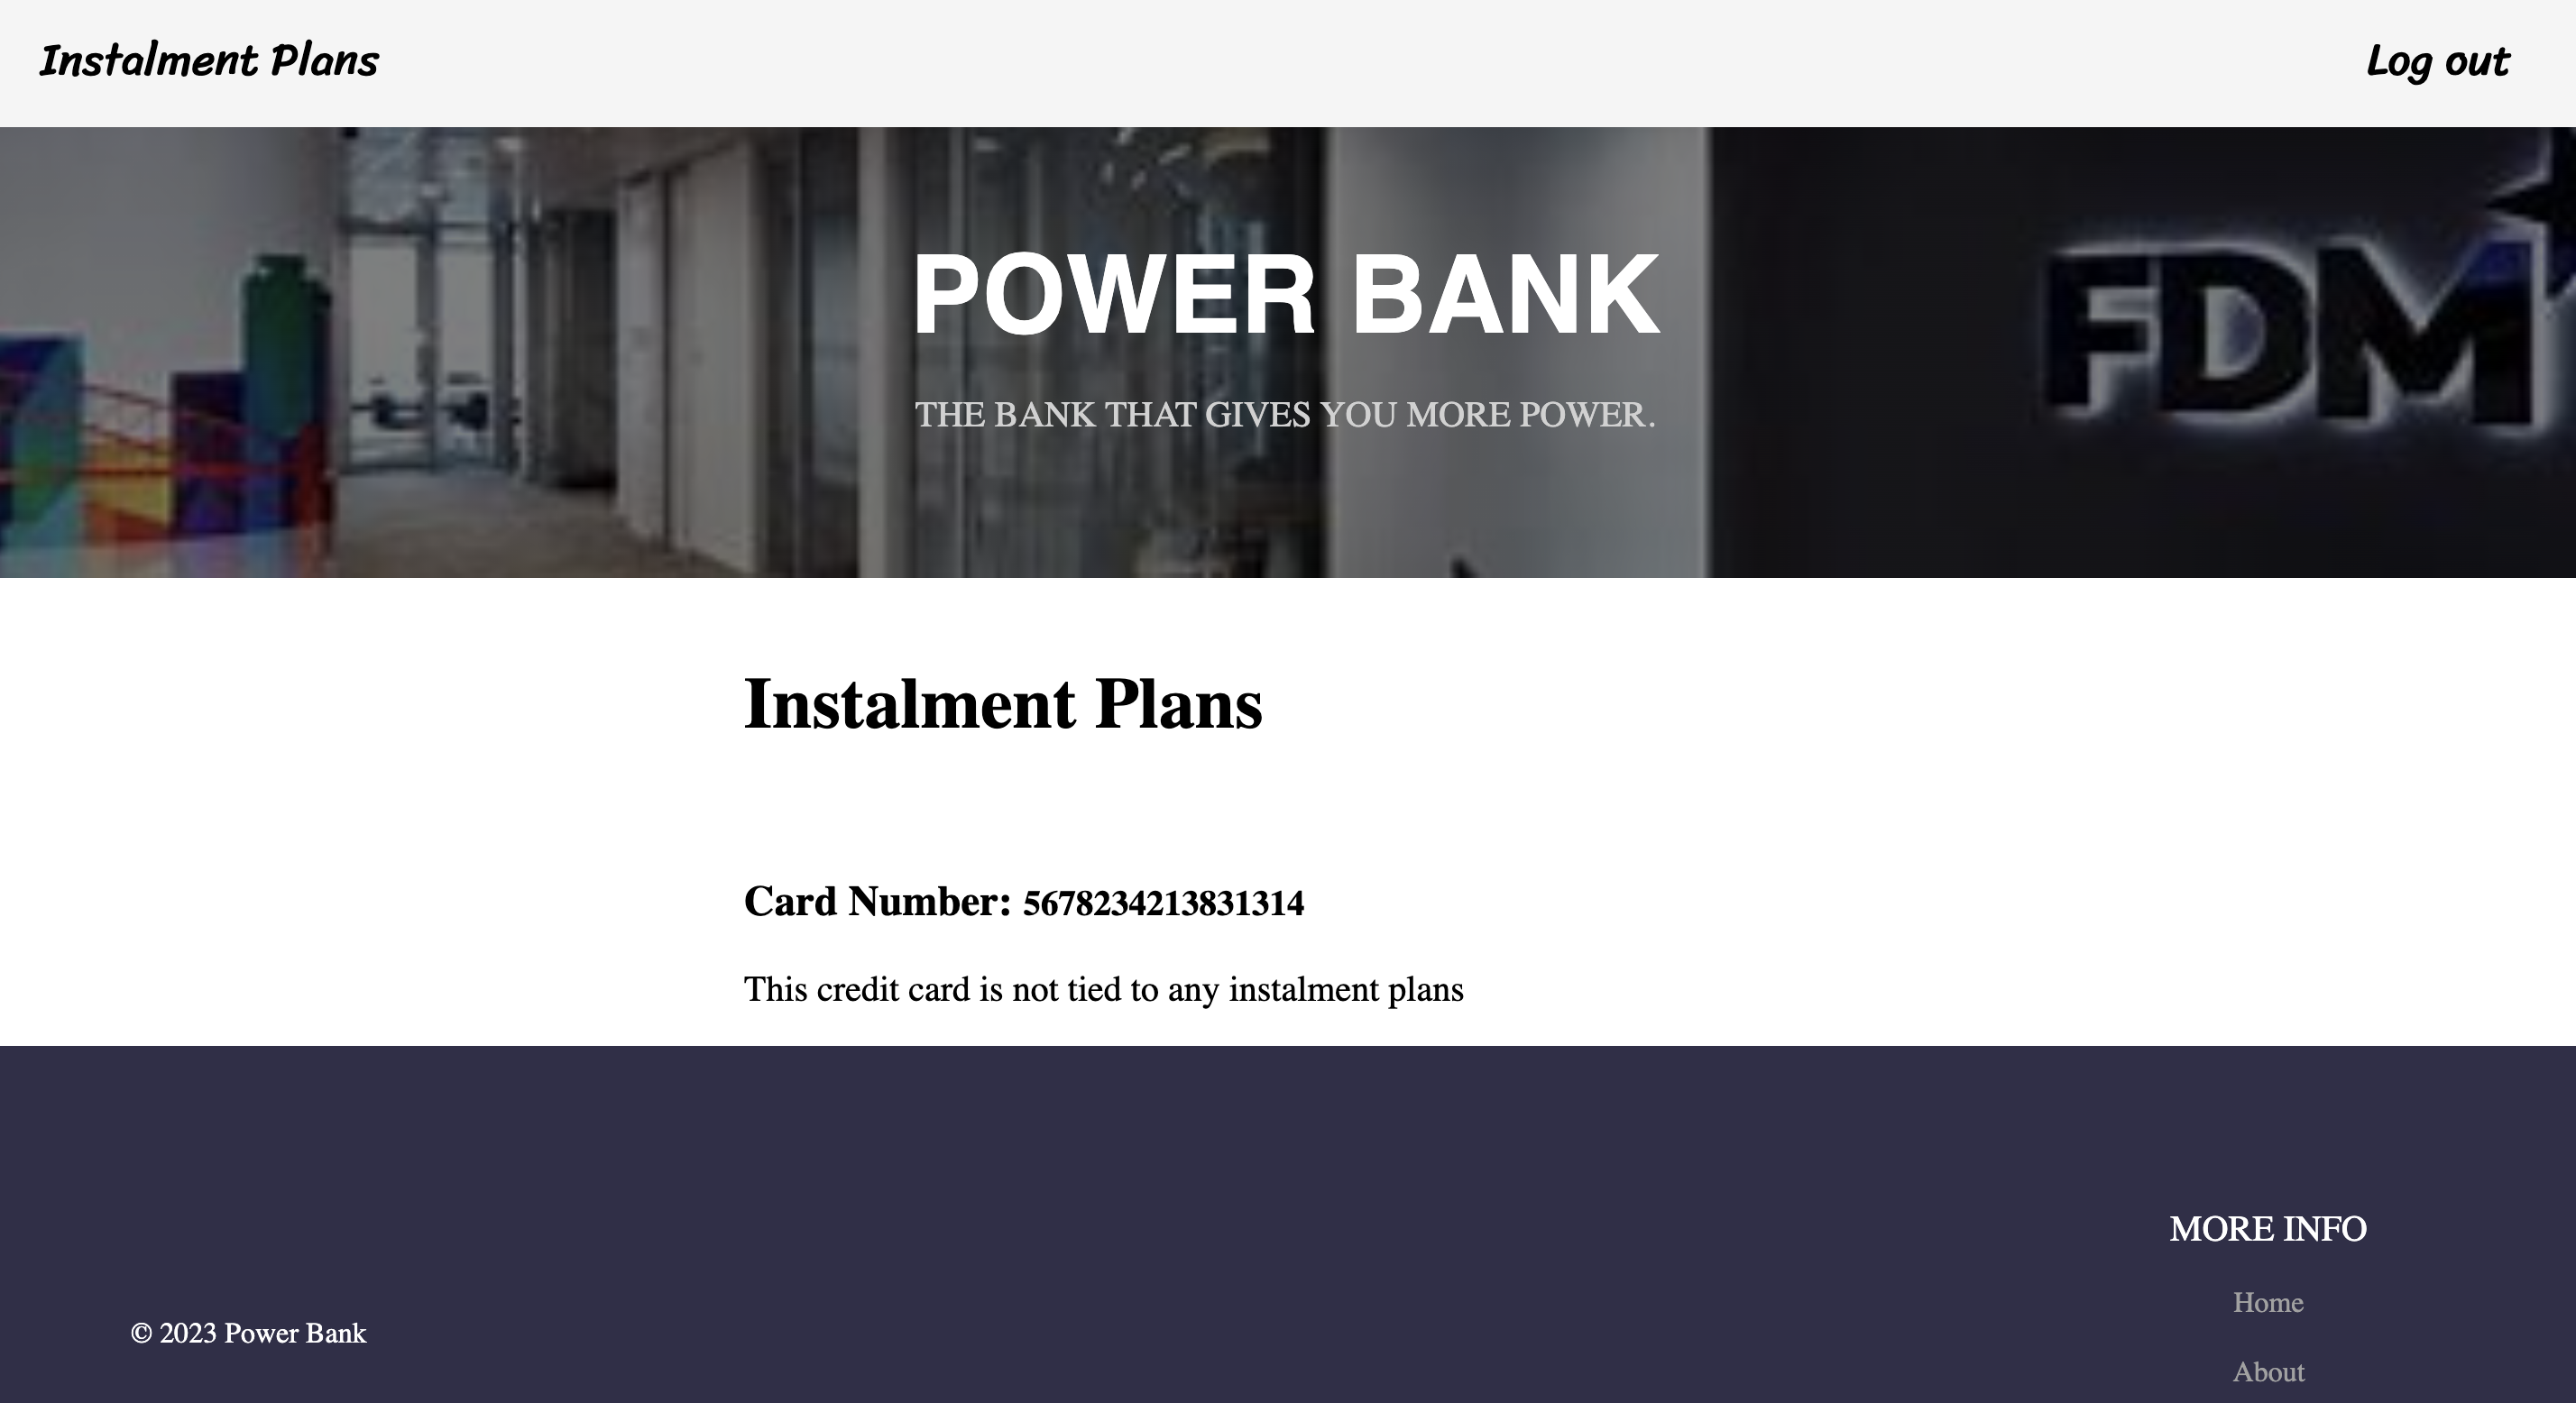 Instalment Plans
Log out
FDM
POWER BANK
THE BANK THAT GIVES YOU MORE POWER.
Instalment Plans
Card Number: 5678234213831314
This credit card is not tied to any instalment plans
MORE INFO
Home
© 2023 Power Bank
About